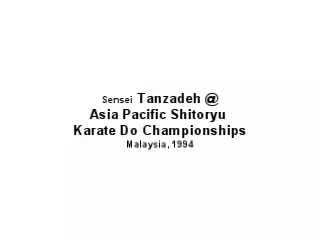 Sensei Tanzadeh @
Asia Pacific Shitoryu
Karate Do Championships
Malaysia, 1994